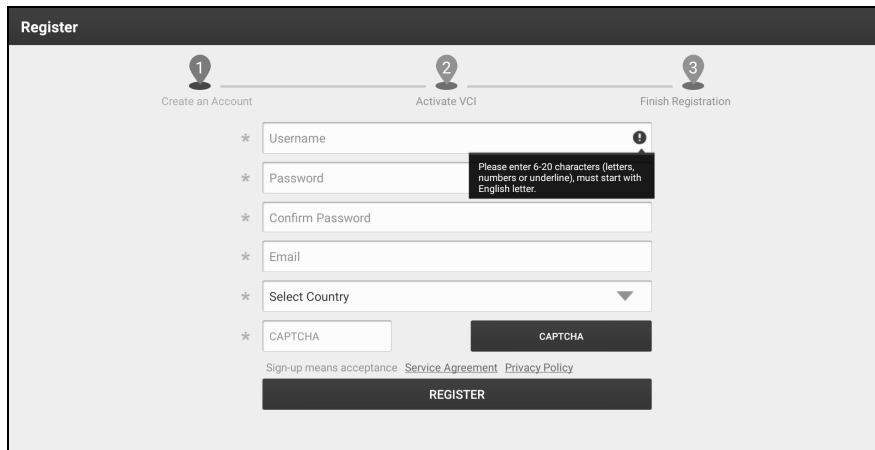 Register
1
2
3
Create an Account
Activate VCI
Finish Registration
* Username
Please enter 6-20 characters (letters,
numbers or underline), must start with
English letter.
* Password
* Confirm Password
* Email
* Select Country
* CAPTCHA
CAPTCHA
Sign-up means acceptance Service Agreement Privacy Policy
REGISTER